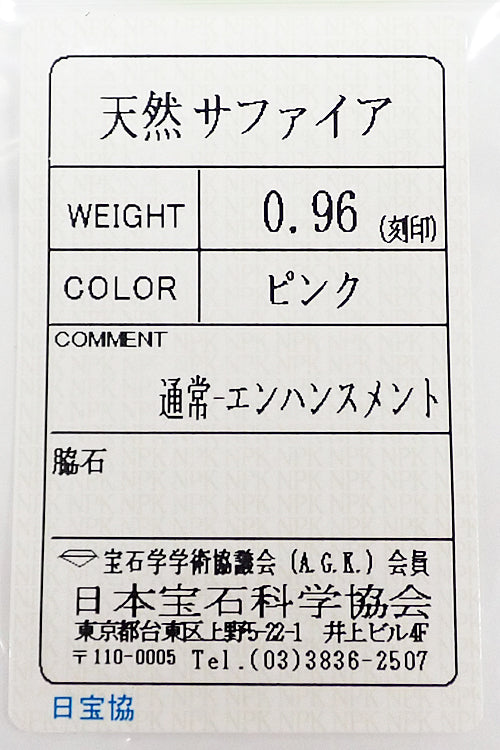 天然 サファイア
WEIGHT 0.96 (刻印)
COLOR ピンク
COMMENT
通常-エンハンスメント
脇石
宝石学学術協議会 (A.G.K.) 会員
日本宝石科学協会
東京都台東区上野5-22-1 井上ビル4F
〒110-0005 Tel.(03)3836-2507
日宝協